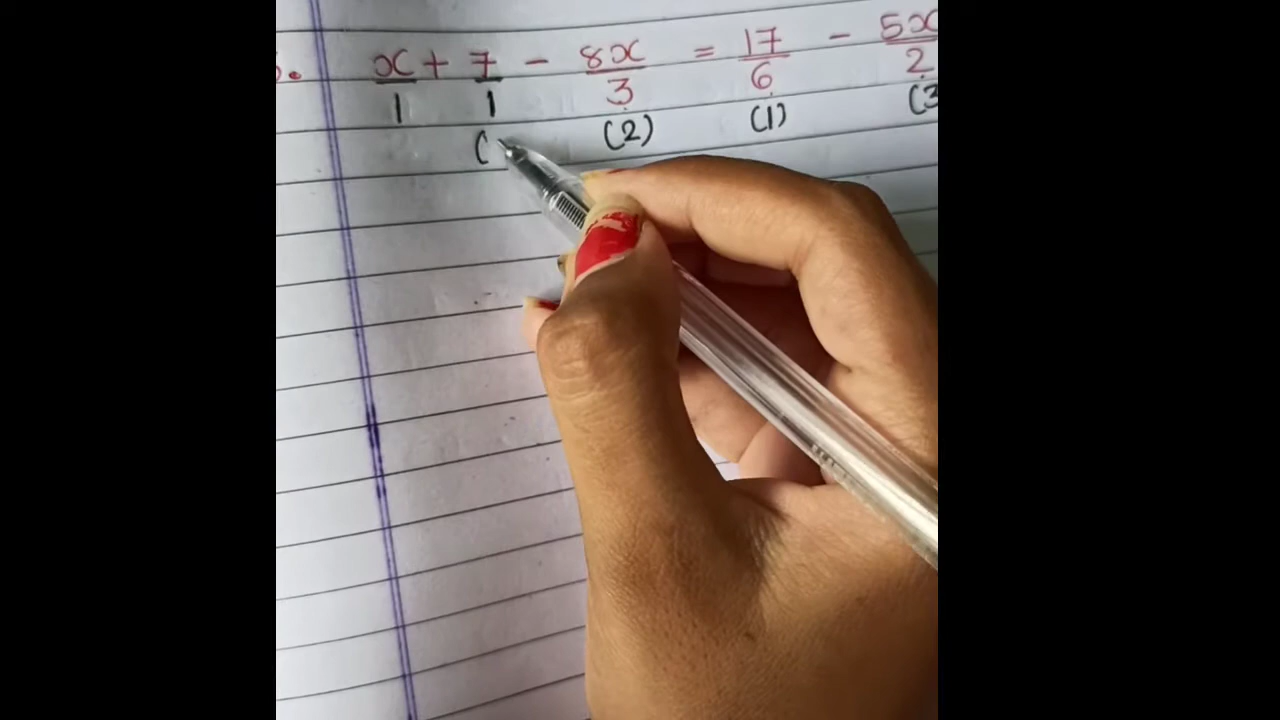 x/1 + 7/1 - 8x/3 = 17/6 - 5x/2
( (2) (1) (3